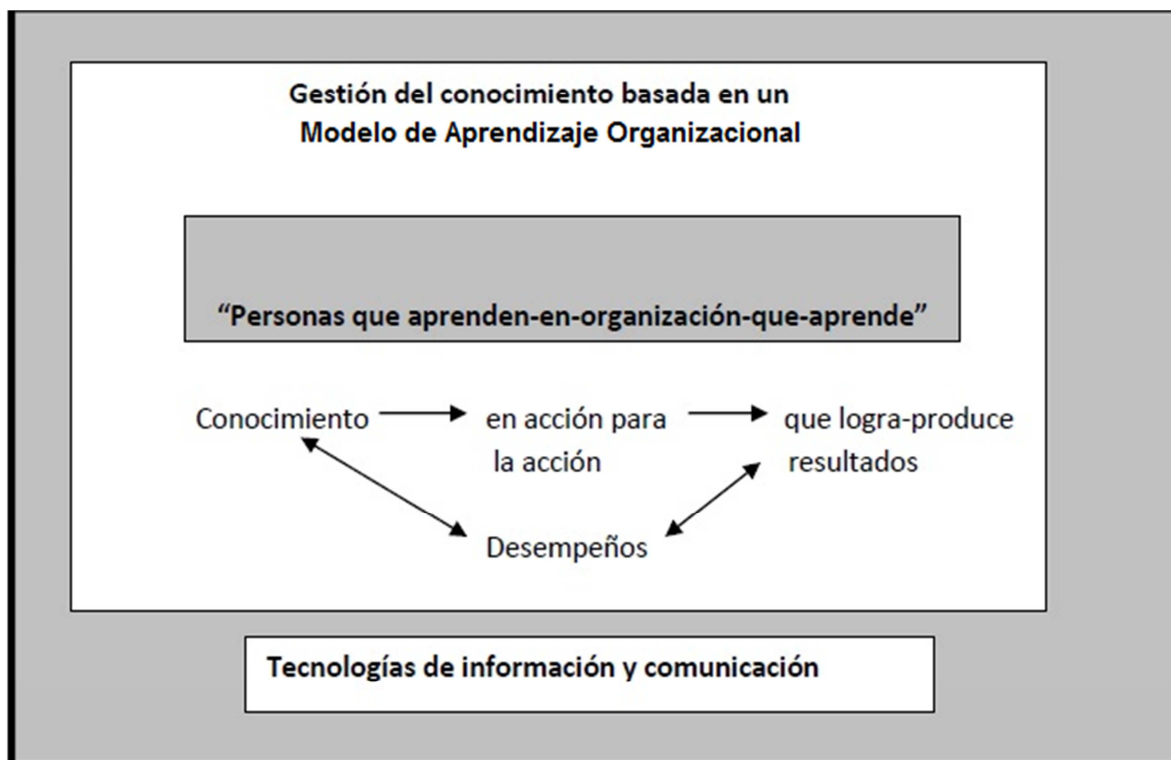 Gestión del conocimiento basada en un
Modelo de Aprendizaje Organizacional
“Personas que aprenden-en-organización-que-aprende”
Conocimiento en acción para que logra-produce
la acción resultados
Desempeños
Tecnologías de información y comunicación